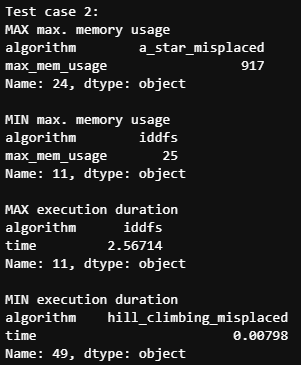 Test case 2:
MAX max. memory usage
algorithm        a_star_misplaced
max_mem_usage                 917
Name: 24, dtype: object

MIN max. memory usage
algorithm        iddfs
max_mem_usage       25
Name: 11, dtype: object

MAX execution duration
algorithm      iddfs
time         2.56714
Name: 11, dtype: object

MIN execution duration
algorithm    hill_climbing_misplaced
time                         0.00798
Name: 49, dtype: object